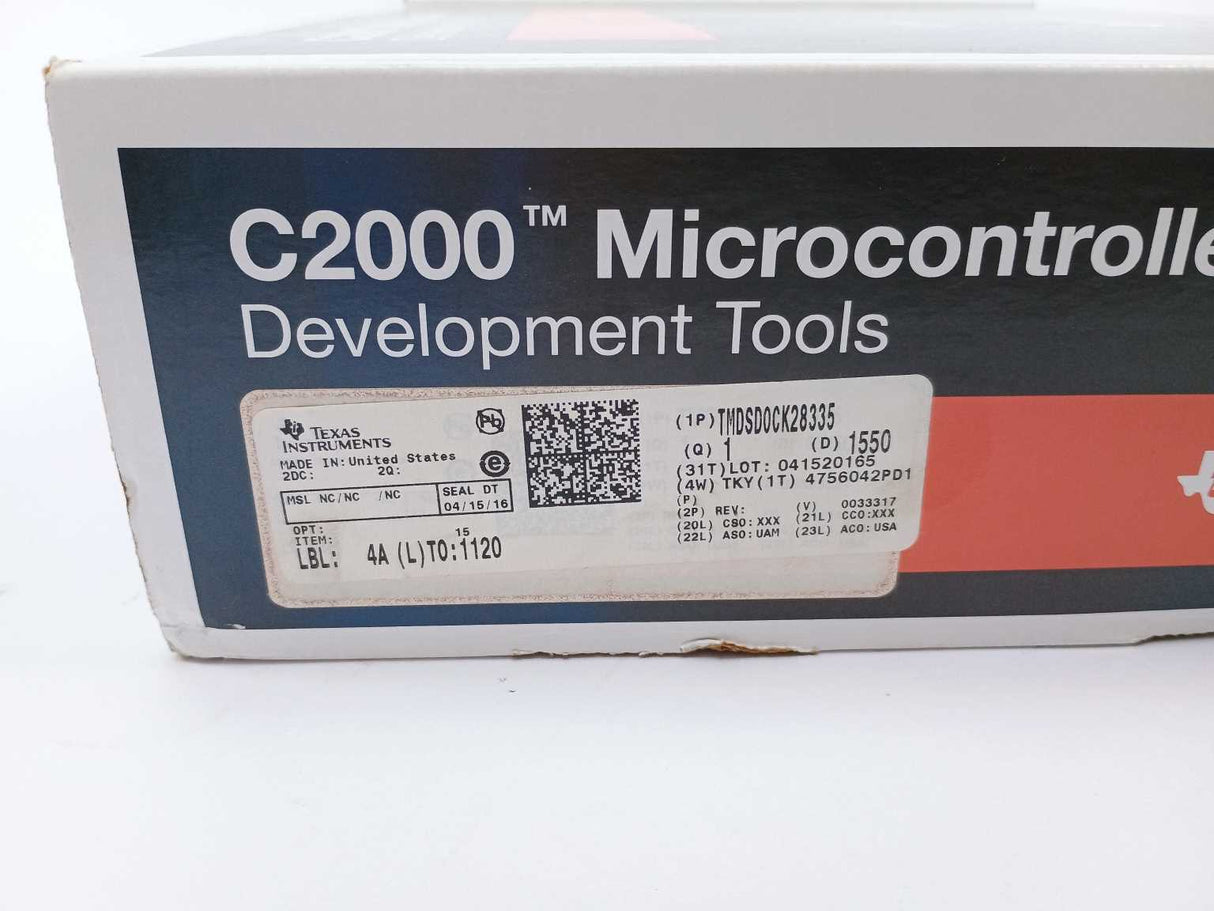 C2000™ Microcontrolle
Development Tools
TEXAS
INSTRUMENTS
MADE IN: United States
2DC: 2Q:
MSL NC/NC /NC
SEAL DT
04/15/16
OPT:
ITEM: 15
LBL: 4A (L)TO:1120
Pb
e
(1P) TMDSDOCK28335
(Q) 1 (D) 1550
(31T)LOT: 041520165
(4W) TKY(1T) 4756042PD1
(P)
(2P) REV: (V) 0033317
(20L) CSO: XXX (21L) CCO:XXX
(22L) ASO: UAM (23L) ACO: USA